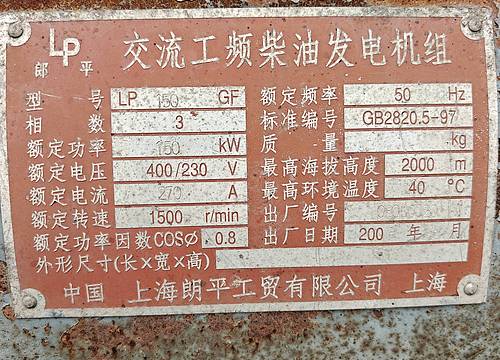 LP
郎 平
交流工频柴油发电机组
型 号 LP 150 GF 额定频率 50 Hz
相 数 3 标准编号 GB2820.5-97
额定功率 150 kW 质 量 kg
额定电压 400/230 V 最高海拔高度 2000 m
额定电流 270 A 最高环境温度 40 °C
额定转速 1500 r/min 出厂编号
额定功率因数COSø 0.8 出厂日期 200 年 月
外形尺寸(长×宽×高)
中国 上海朗平工贸有限公司 上海